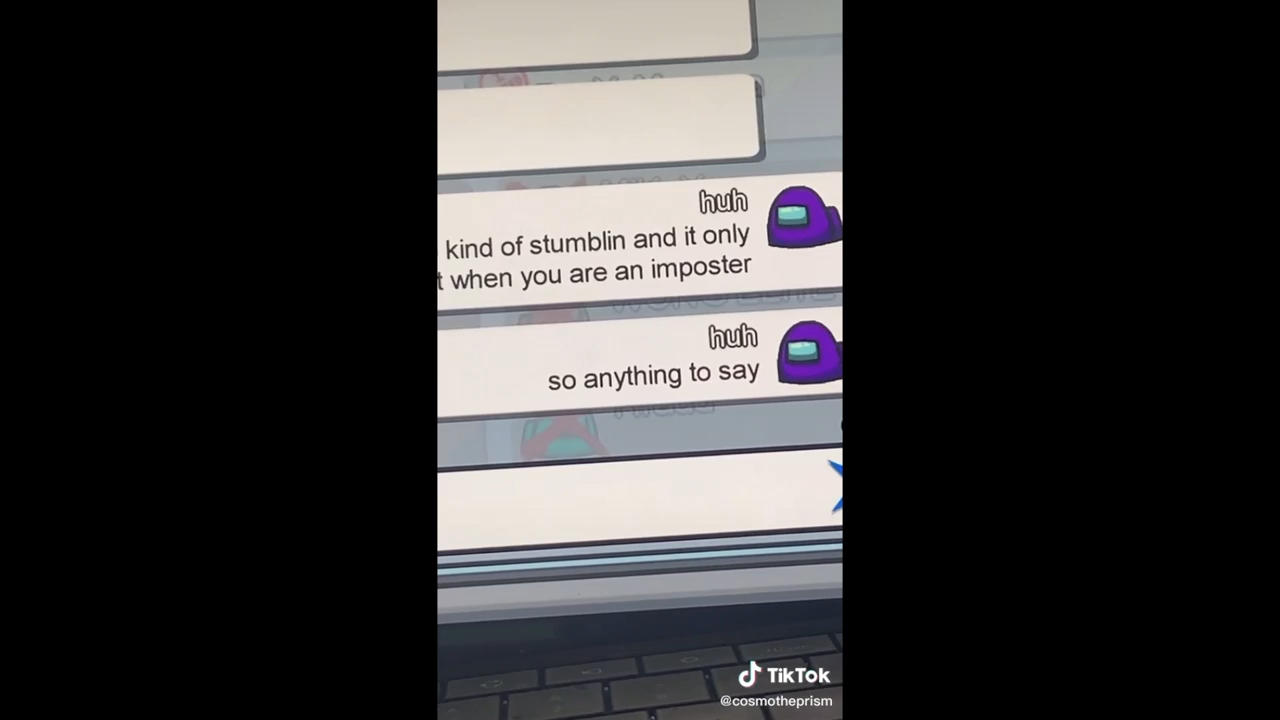 huh
kind of stumblin and it only
t when you are an imposter
huh
so anything to say
TikTok
@cosmotheprism